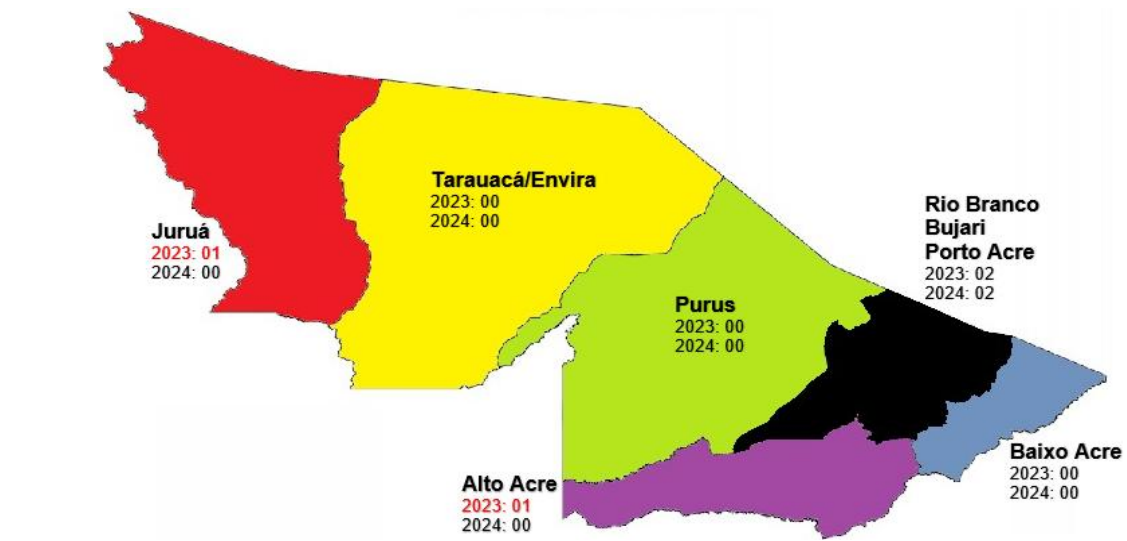 Tarauacá/Envira
2023: 00
2024: 00
Juruá
2023: 01
2024: 00
Rio Branco
Bujari
Porto Acre
2023: 02
2024: 02
Purus
2023: 00
2024: 00
Baixo Acre
2023: 00
2024: 00
Alto Acre
2023: 01
2024: 00